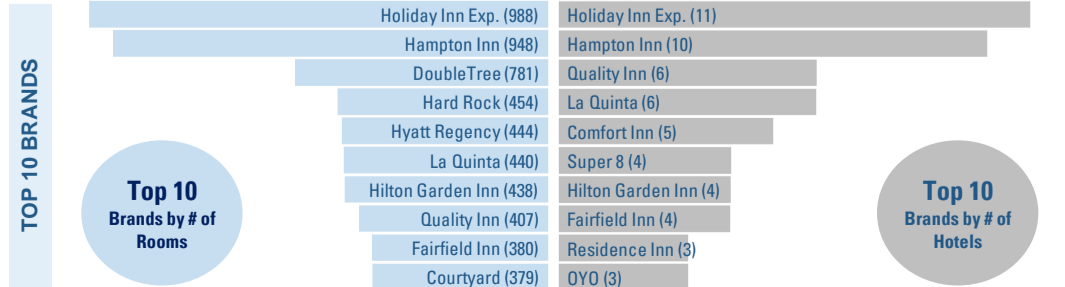 TOP 10 BRANDS
Holiday Inn Exp. (988)
Hampton Inn (948)
DoubleTree (781)
Hard Rock (454)
Hyatt Regency (444)
La Quinta (440)
Hilton Garden Inn (438)
Quality Inn (407)
Fairfield Inn (380)
Courtyard (379)
Top 10
Brands by # of
Rooms
Holiday Inn Exp. (11)
Hampton Inn (10)
Quality Inn (6)
La Quinta (6)
Comfort Inn (5)
Super 8 (4)
Hilton Garden Inn (4)
Fairfield Inn (4)
Residence Inn (3)
OYO (3)
Top 10
Brands by # of
Hotels